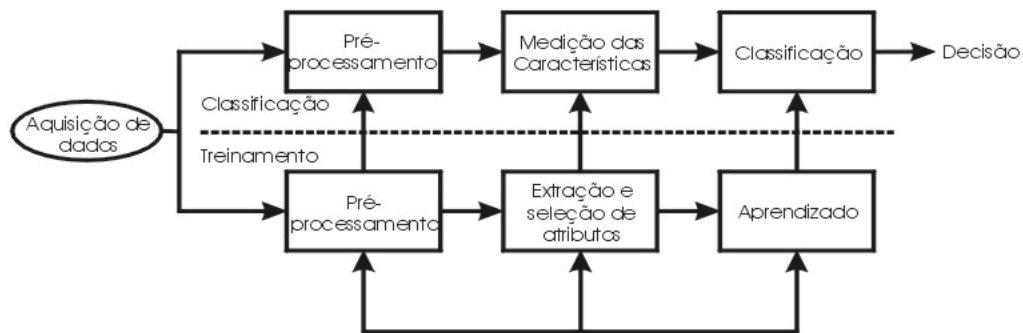 Pré-
processamento
Medição das
Características
Classificação
Decisão
Classificação
Aquisição de
dados
Treinamento
Pré-
processamento
Extração e
seleção de
atributos
Aprendizado